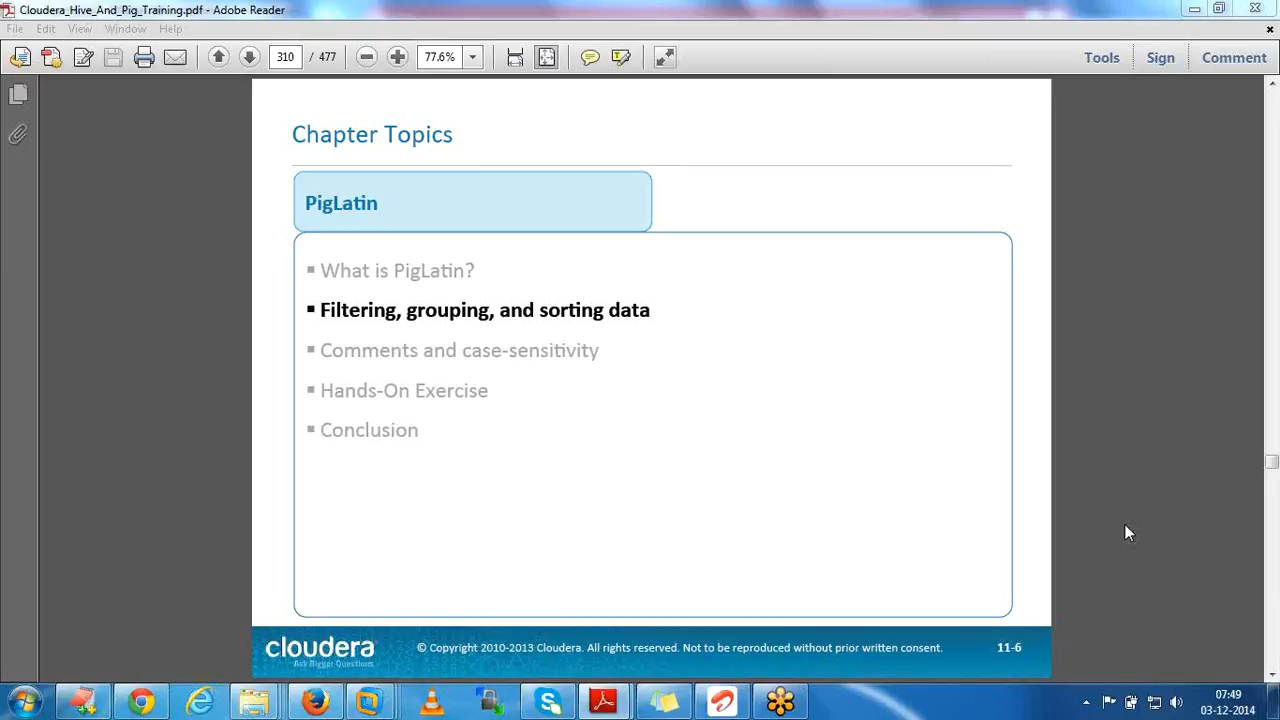 Cloudera_Hive_And_Pig_Training.pdf - Adobe Reader
File Edit View Window Help
310 / 477 77.6% Tools Sign Comment
Chapter Topics
PigLatin
▪ What is PigLatin?
▪ Filtering, grouping, and sorting data
▪ Comments and case-sensitivity
▪ Hands-On Exercise
▪ Conclusion
cloudera
Ask Bigger Questions
© Copyright 2010-2013 Cloudera. All rights reserved. Not to be reproduced without prior written consent.
11-6
07:49
03-12-2014